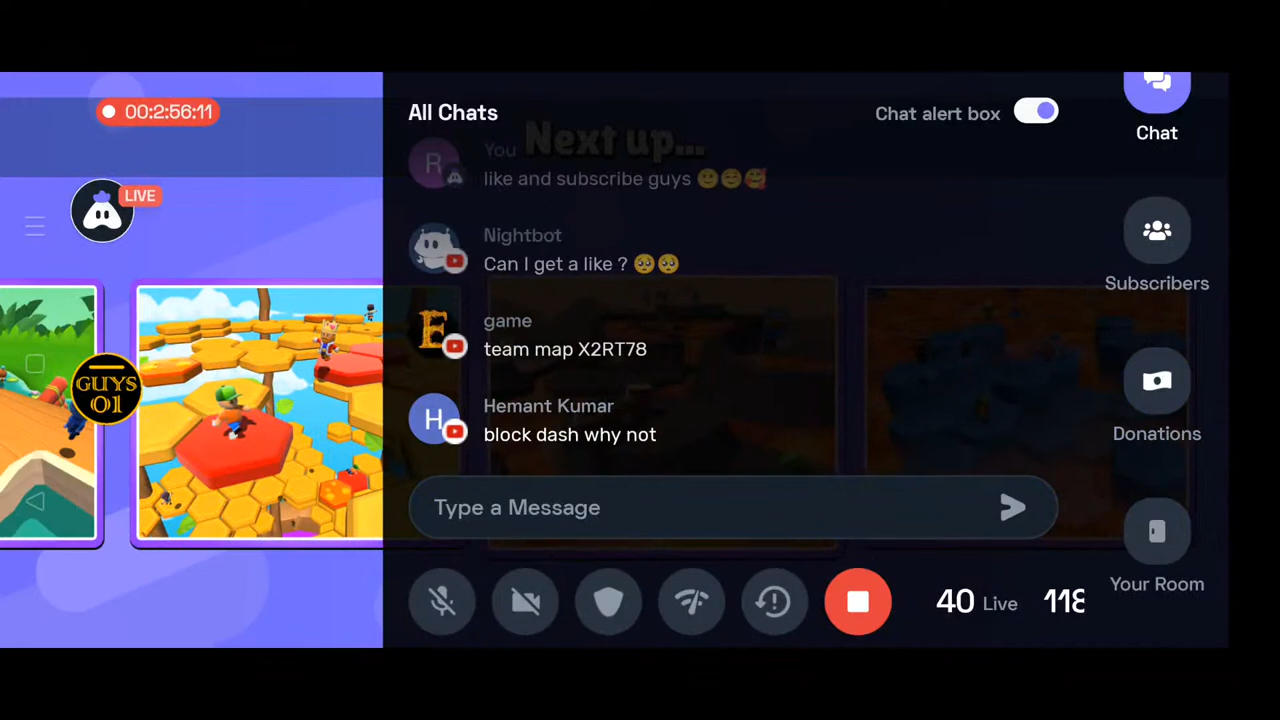 00:2:56:11
LIVE
GUYS
01
All Chats
Chat alert box
Next up...
You
like and subscribe guys 🙂😊🥰
Nightbot
Can I get a like ? 🥺🥺
E
game
team map X2RT78
H
Hemant Kumar
block dash why not
Type a Message
40 Live
118
R
Chat
Subscribers
Donations
Your Room